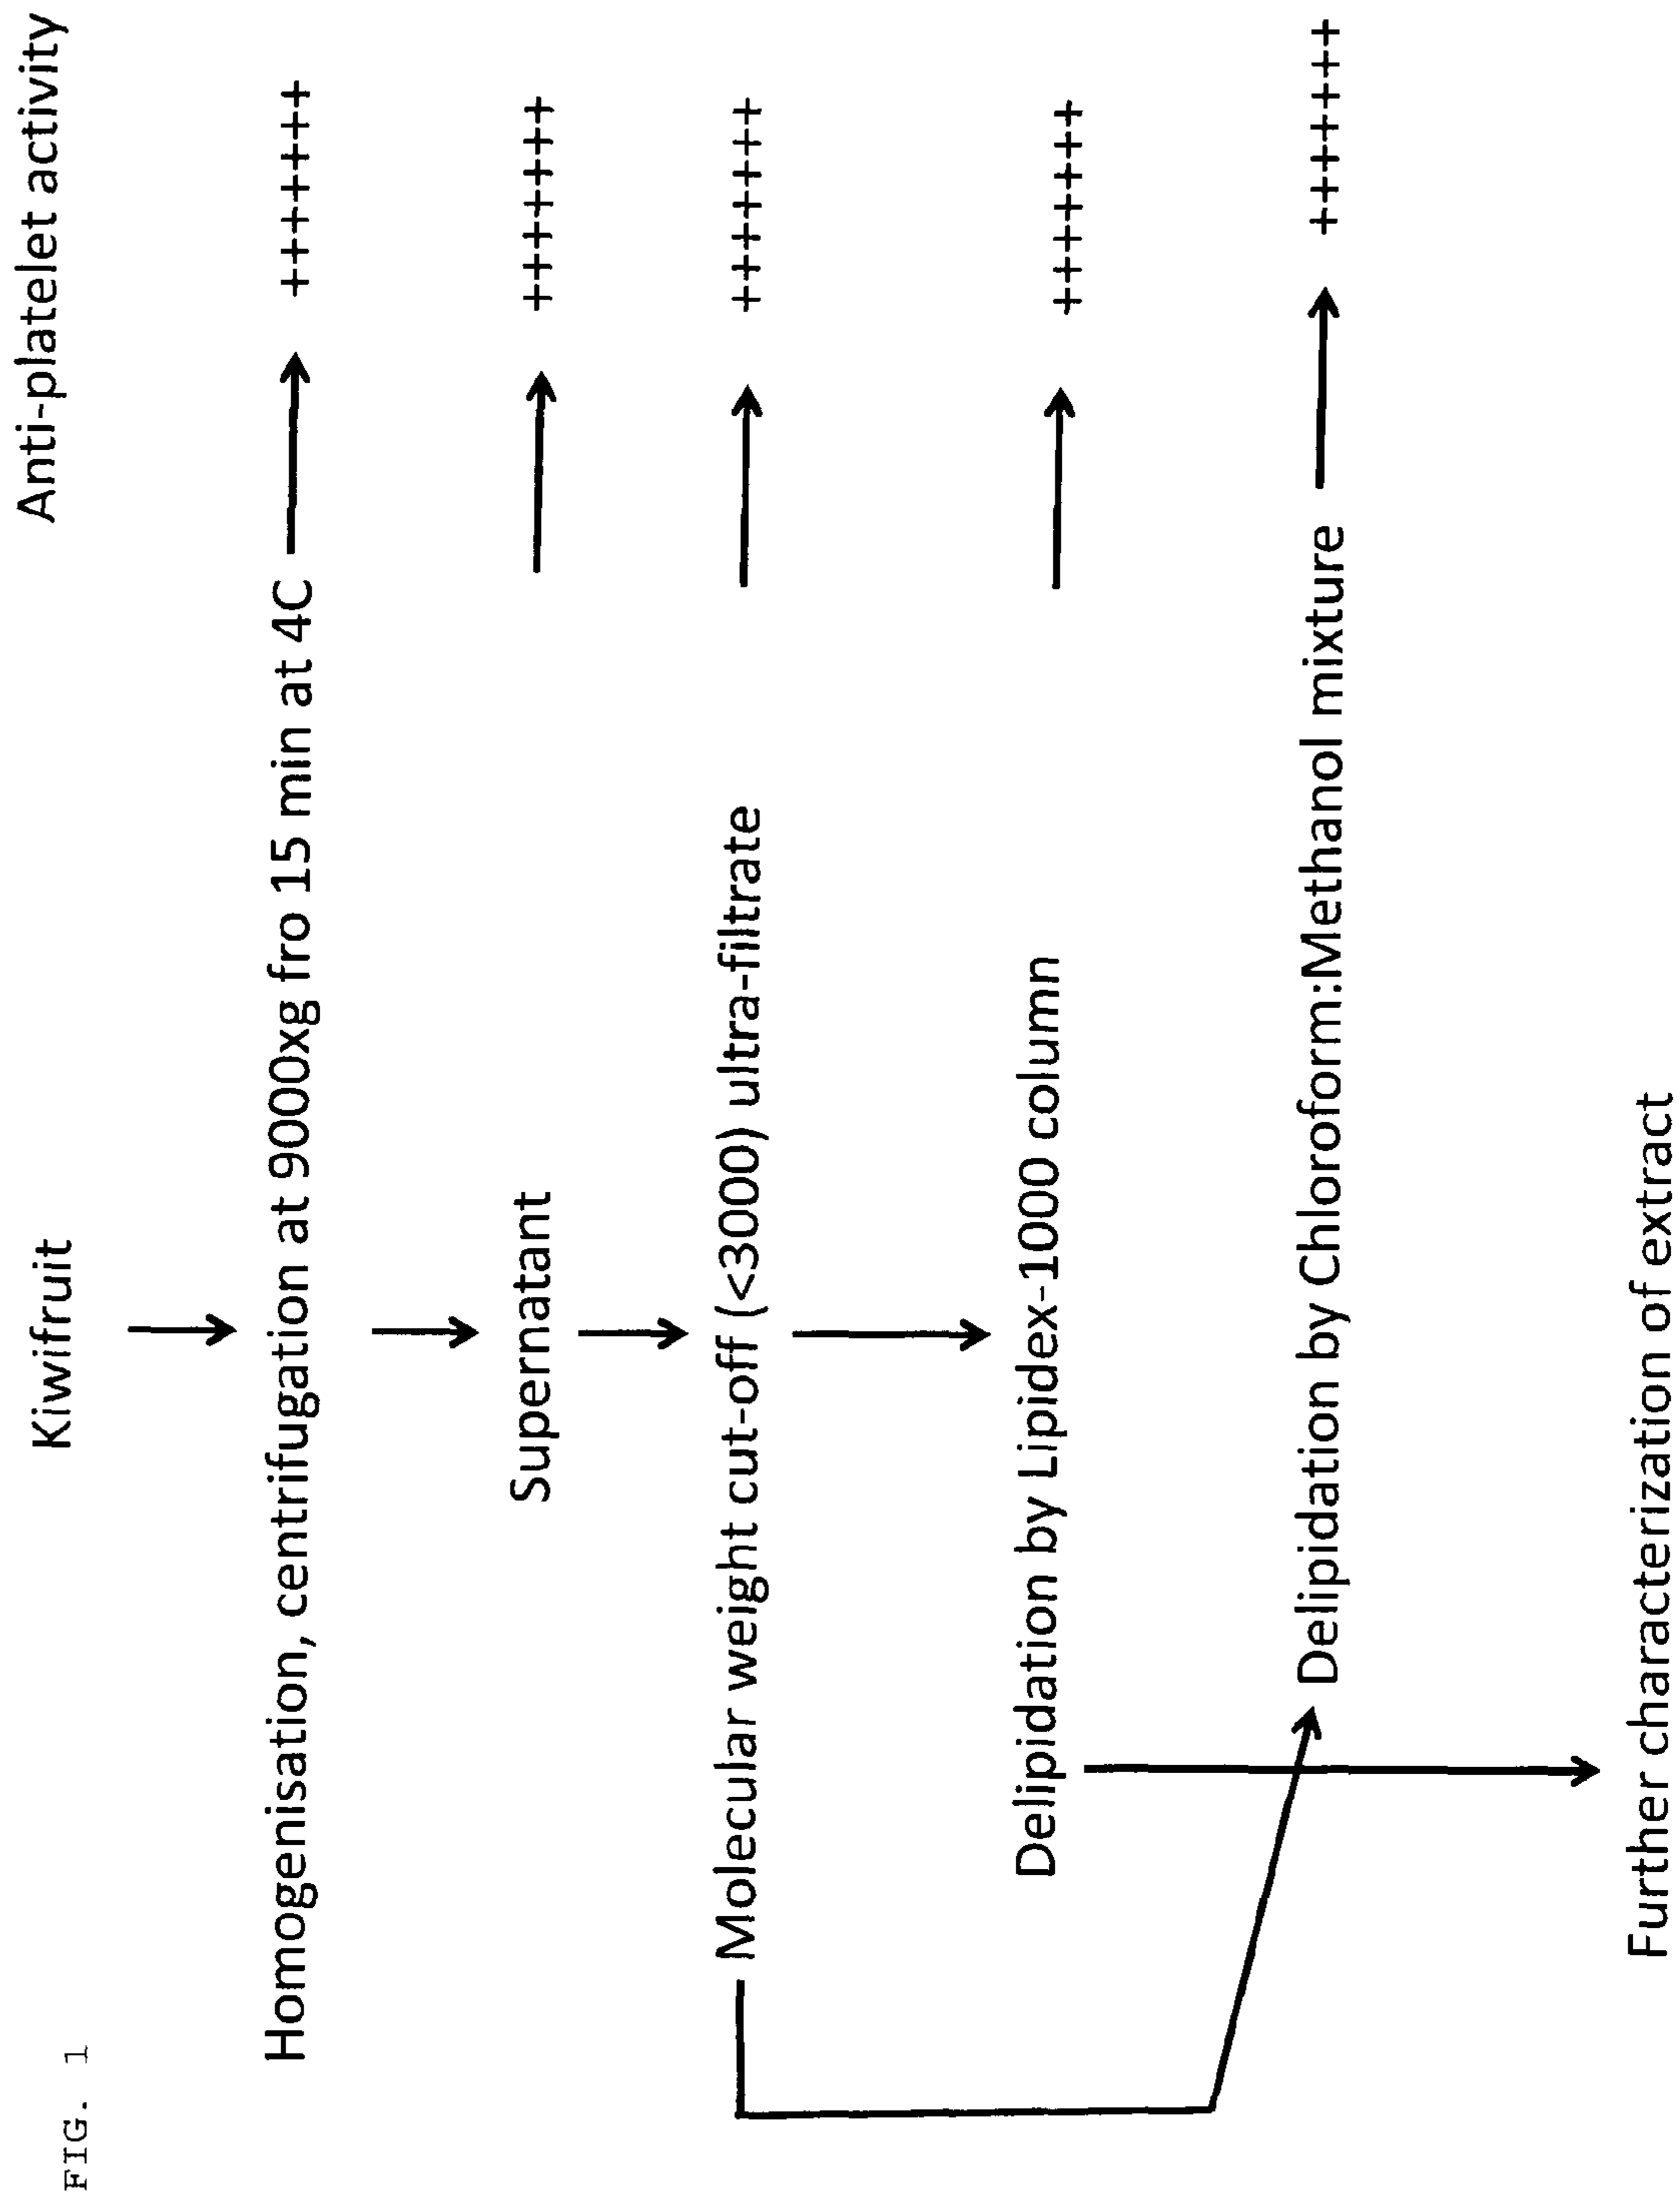 FIG. 1
Kiwifruit
Anti-platelet activity
Homogenisation, centrifugation at 9000xg fro 15 min at 4C
+++++++
Supernatant
+++++++
Molecular weight cut-off (<3000) ultra-filtrate
+++++++
Delipidation by Lipidex-1000 column
+++++++
Delipidation by Chloroform:Methanol mixture
+++++++
Further characterization of extract